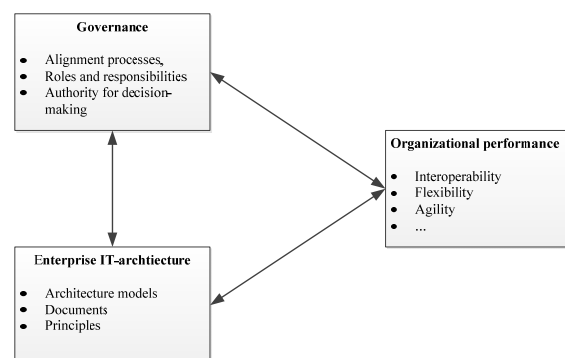 Governance
● Alignment processes,
● Roles and responsibilities
● Authority for decision-
making
Organizational performance
● Interoperability
● Flexibility
● Agility
● ...
Enterprise IT-archtiecture
● Architecture models
● Documents
● Principles